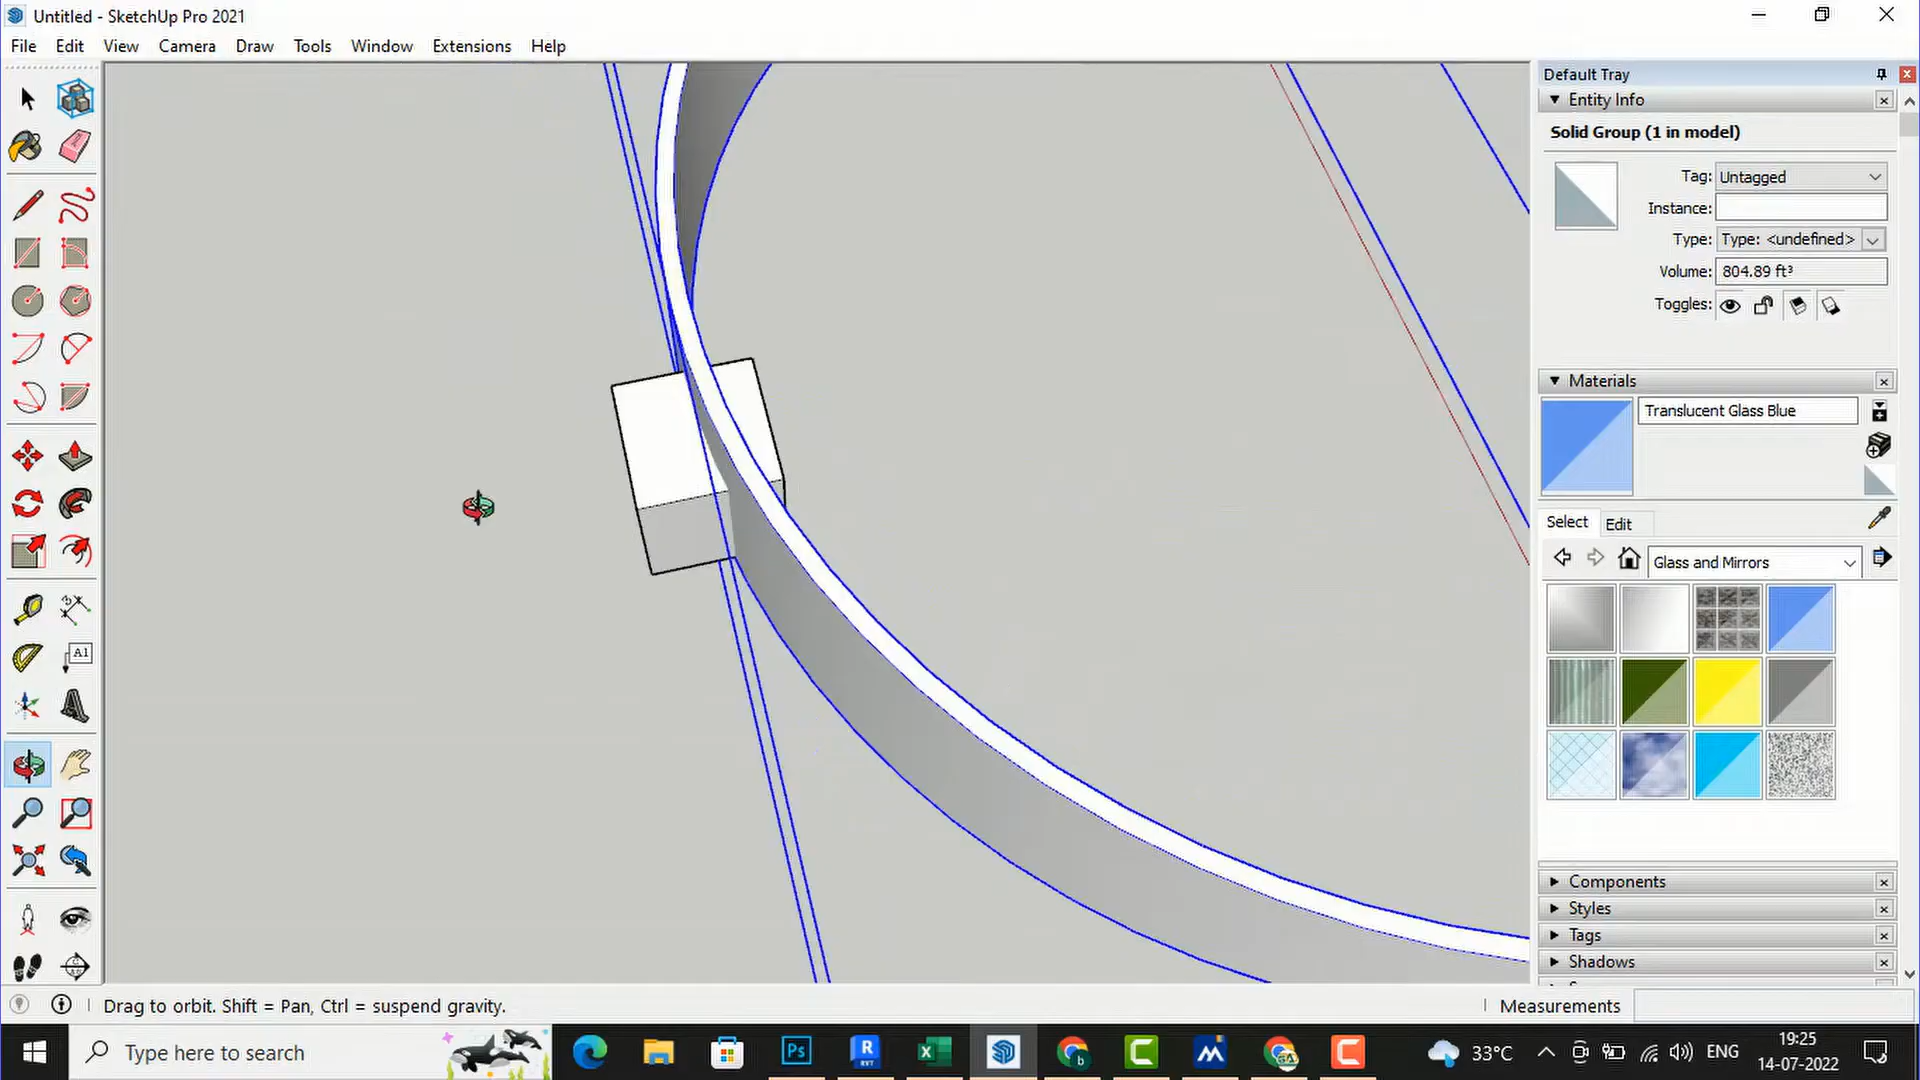 Untitled - SketchUp Pro 2021
File Edit View Camera Draw Tools Window Extensions Help
Default Tray
Entity Info
Solid Group (1 in model)
Tag: Untagged
Instance:
Type: Type: <undefined>
Volume: 804.89 ft³
Toggles:
Materials
Translucent Glass Blue
Select Edit
Glass and Mirrors
Components
Styles
Tags
Shadows
A1
Drag to orbit. Shift = Pan, Ctrl = suspend gravity.
Measurements
Type here to search
Ps
R
RVT
33°C
ENG
19:25
14-07-2022